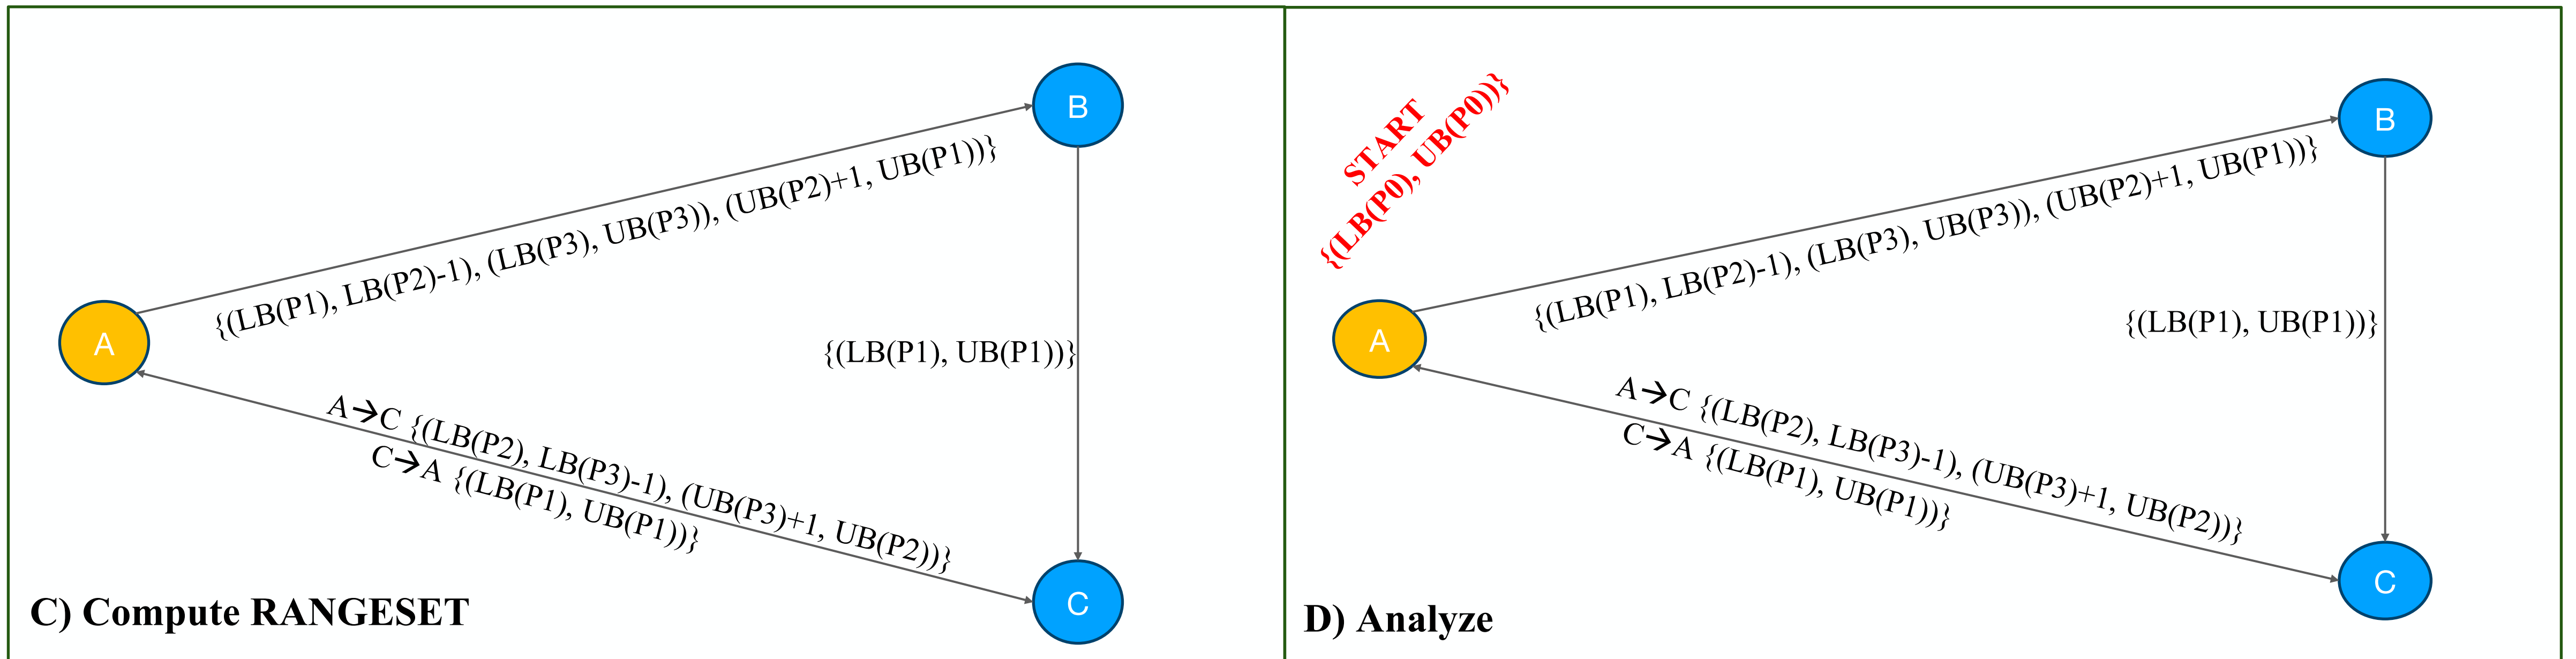 B
{(LB(P1), LB(P2)-1), (LB(P3), UB(P3)), (UB(P2)+1, UB(P1))}
A
{(LB(P1), UB(P1))}
A→C {(LB(P2), LB(P3)-1), (UB(P3)+1, UB(P2))}
C→A {(LB(P1), UB(P1))}
C
C) Compute RANGESET
START
{(LB(P0), UB(P0))}
B
{(LB(P1), LB(P2)-1), (LB(P3), UB(P3)), (UB(P2)+1, UB(P1))}
A
{(LB(P1), UB(P1))}
A→C {(LB(P2), LB(P3)-1), (UB(P3)+1, UB(P2))}
C→A {(LB(P1), UB(P1))}
C
D) Analyze